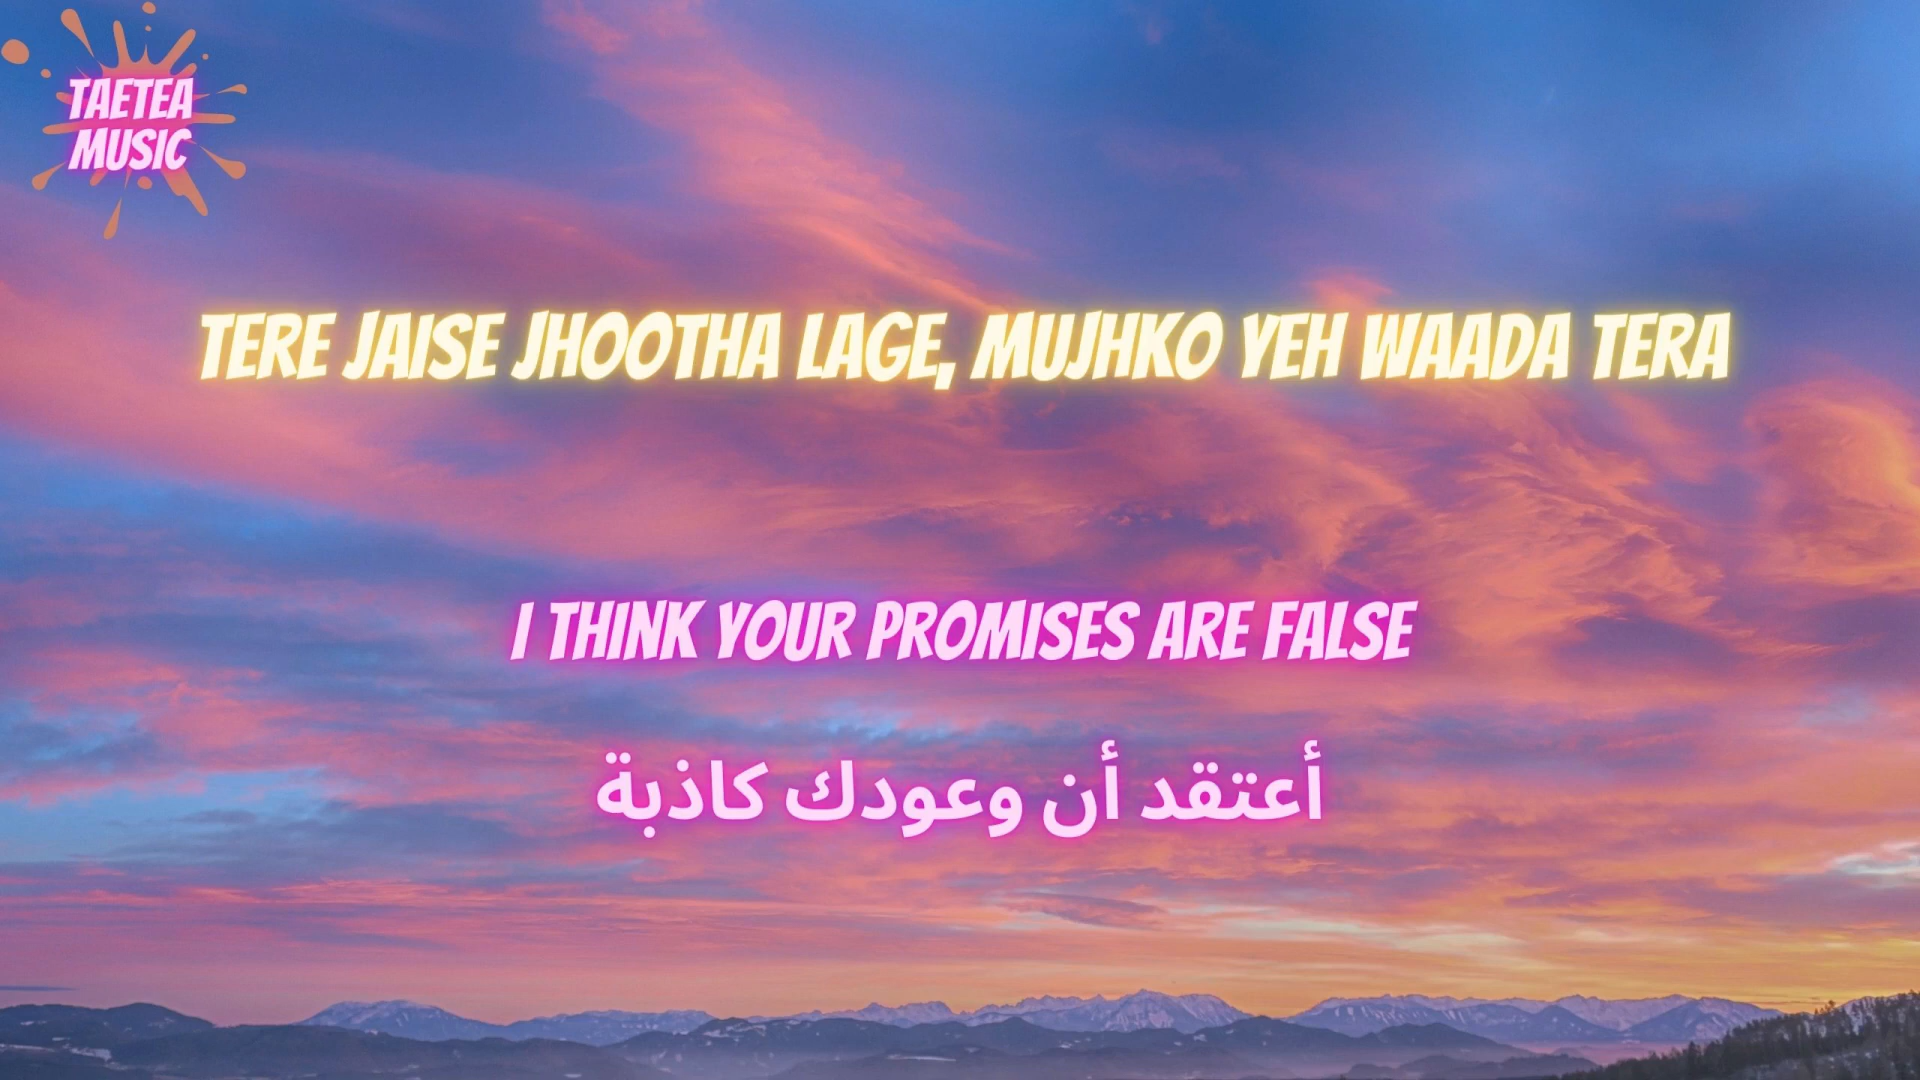 TAETEA
MUSIC
TERE JAISE JHOOTHA LAGE, MUJHKO YEH WAADA TERA
I THINK YOUR PROMISES ARE FALSE
أعتقد أن وعودك كاذبة